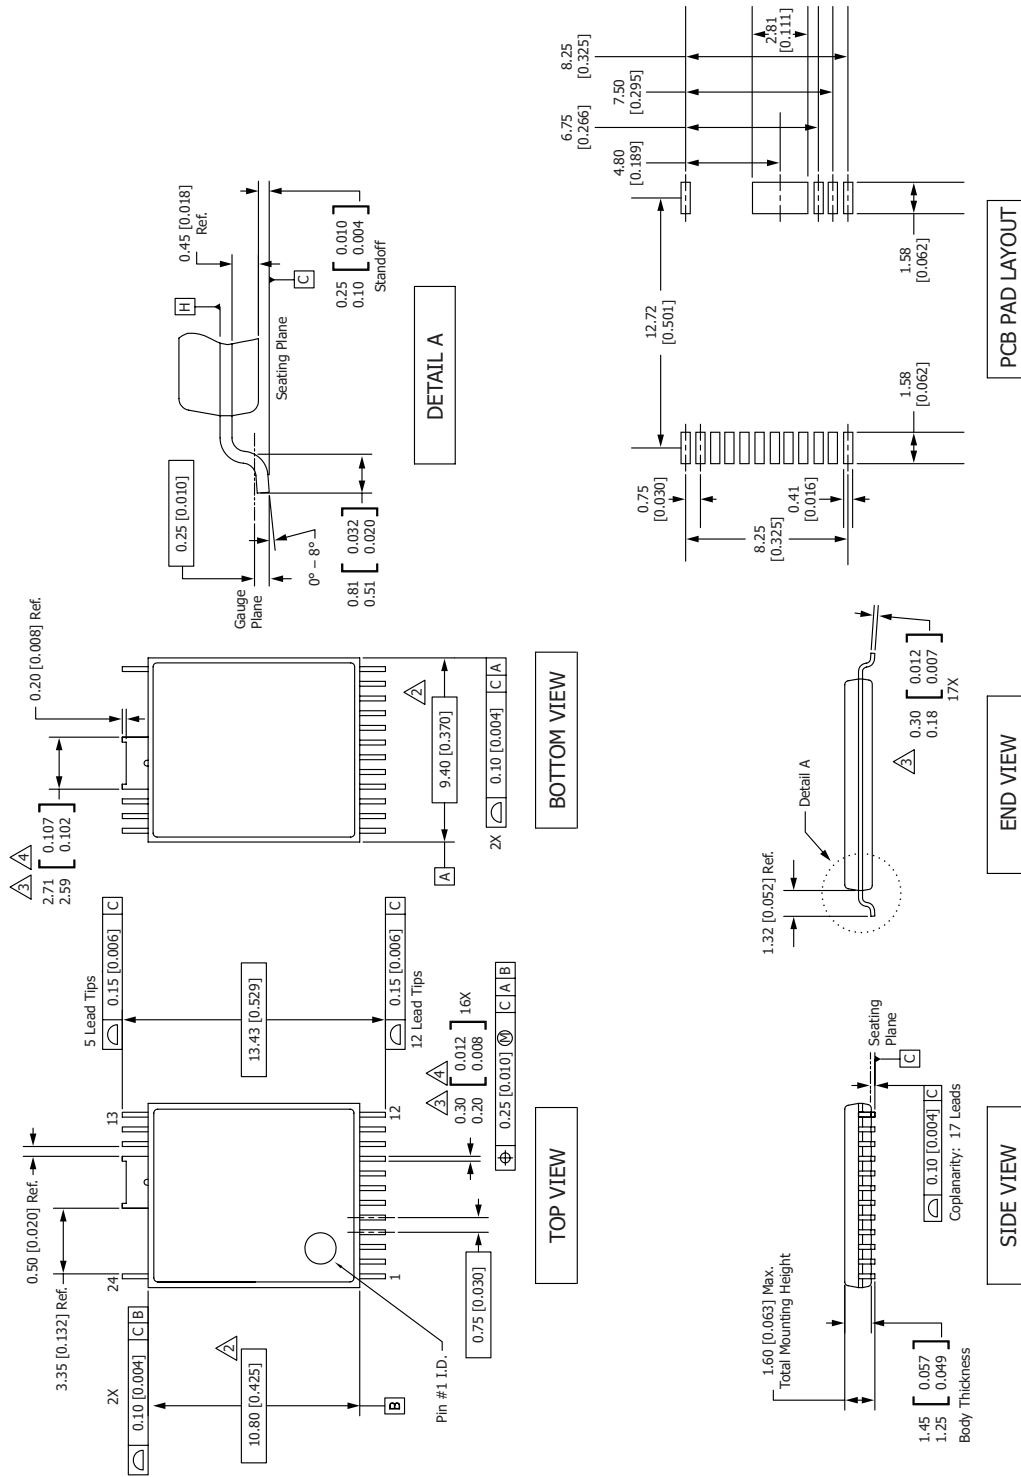 2X
0.10 [0.004] C B
3.35 [0.132] Ref.
0.50 [0.020] Ref.
24
13
1
12
10.80 [0.425]
2
B
Pin #1 I.D.
0.75 [0.030]
5 Lead Tips
0.15 [0.006] C
13.43 [0.529]
0.15 [0.006] C
12 Lead Tips
3 4
0.30 [0.012]
0.20 [0.008]
16X
0.25 [0.010] M C A B
TOP VIEW
3 4
2.71 [0.107]
2.59 [0.102]
0.20 [0.008] Ref.
A
9.40 [0.370]
2
2X
0.10 [0.004] C A
BOTTOM VIEW
Gauge
Plane
0.25 [0.010]
0° – 8°
0.81 [0.032]
0.51 [0.020]
H
Seating Plane
0.45 [0.018]
Ref.
C
0.25 [0.010]
0.10 [0.004]
Standoff
DETAIL A
1.60 [0.063] Max.
Total Mounting Height
1.45 [0.057]
1.25 [0.049]
Body Thickness
Seating
Plane
C
0.10 [0.004] C
Coplanarity: 17 Leads
SIDE VIEW
1.32 [0.052] Ref.
Detail A
3
0.30 [0.012]
0.18 [0.007]
17X
END VIEW
0.75
[0.030]
8.25
[0.325]
0.41
[0.016]
1.58
[0.062]
12.72
[0.501]
4.80
[0.189]
6.75
[0.266]
7.50
[0.295]
8.25
[0.325]
2.81
[0.111]
1.58
[0.062]
PCB PAD LAYOUT